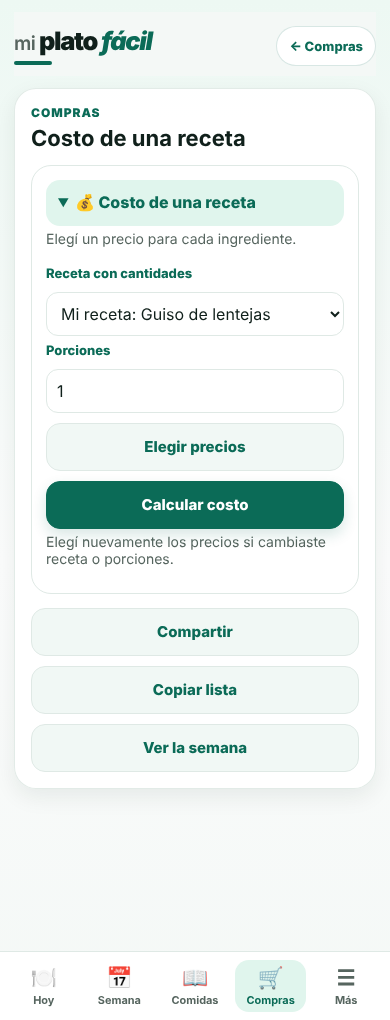 mi plato fácil
← Compras
COMPRAS
Costo de una receta
▼ 💰 Costo de una receta
Elegí un precio para cada ingrediente.
Receta con cantidades
Mi receta: Guiso de lentejas
Porciones
1
Elegir precios
Calcular costo
Elegí nuevamente los precios si cambiaste
receta o porciones.
Compartir
Copiar lista
Ver la semana
Hoy
Semana
Comidas
Compras
Más